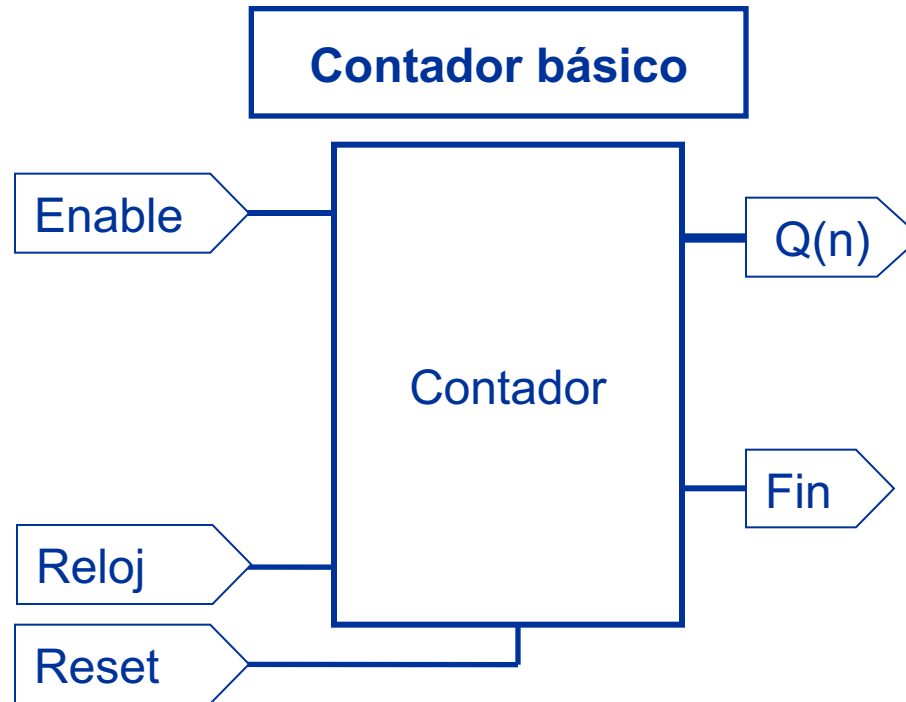 Contador básico
Enable
Q(n)
Contador
Fin
Reloj
Reset